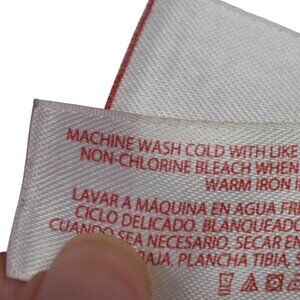 MACHINE WASH COLD WITH LIKE
NON-CHLORINE BLEACH WHEN
WARM IRON
LAVAR A MÁQUINA EN AGUA
CICLO DELICADO. BLANQUEADO
CUANDO SEA NECESARIO. SECAR EN
BAJA. PLANCHA TIBIA.